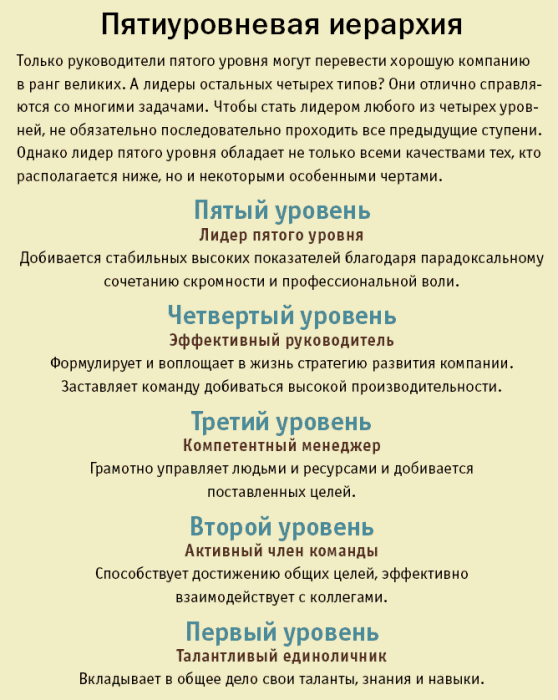 Пятиуровневая иерархия
Только руководители пятого уровня могут перевести хорошую компанию
в ранг великих. А лидеры остальных четырех типов? Они отлично справля-
ются со многими задачами. Чтобы стать лидером любого из четырех уров-
ней, не обязательно последовательно проходить все предыдущие ступени.
Однако лидер пятого уровня обладает не только всеми качествами тех, кто
располагается ниже, но и некоторыми особенными чертами.
Пятый уровень
Лидер пятого уровня
Добивается стабильных высоких показателей благодаря парадоксальному
сочетанию скромности и профессиональной воли.
Четвертый уровень
Эффективный руководитель
Формулирует и воплощает в жизнь стратегию развития компании.
Заставляет команду добиваться высокой производительности.
Третий уровень
Компетентный менеджер
Грамотно управляет людьми и ресурсами и добивается
поставленных целей.
Второй уровень
Активный член команды
Способствует достижению общих целей, эффективно
взаимодействует с коллегами.
Первый уровень
Талантливый единоличник
Вкладывает в общее дело свои таланты, знания и навыки.